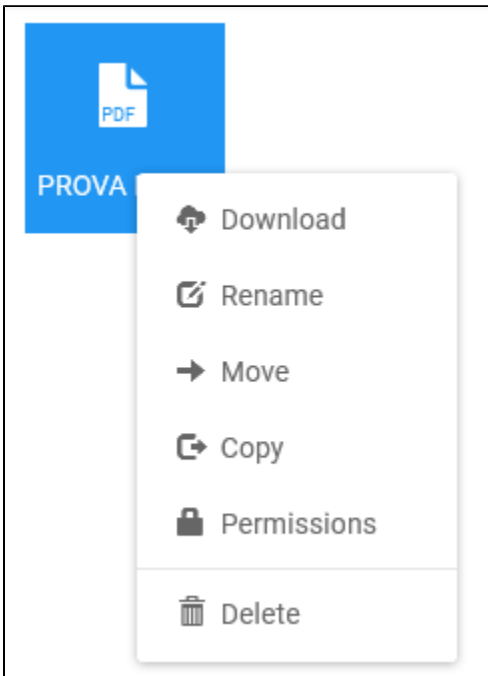 PDF
PROVA
Download
Rename
Move
Copy
Permissions
Delete